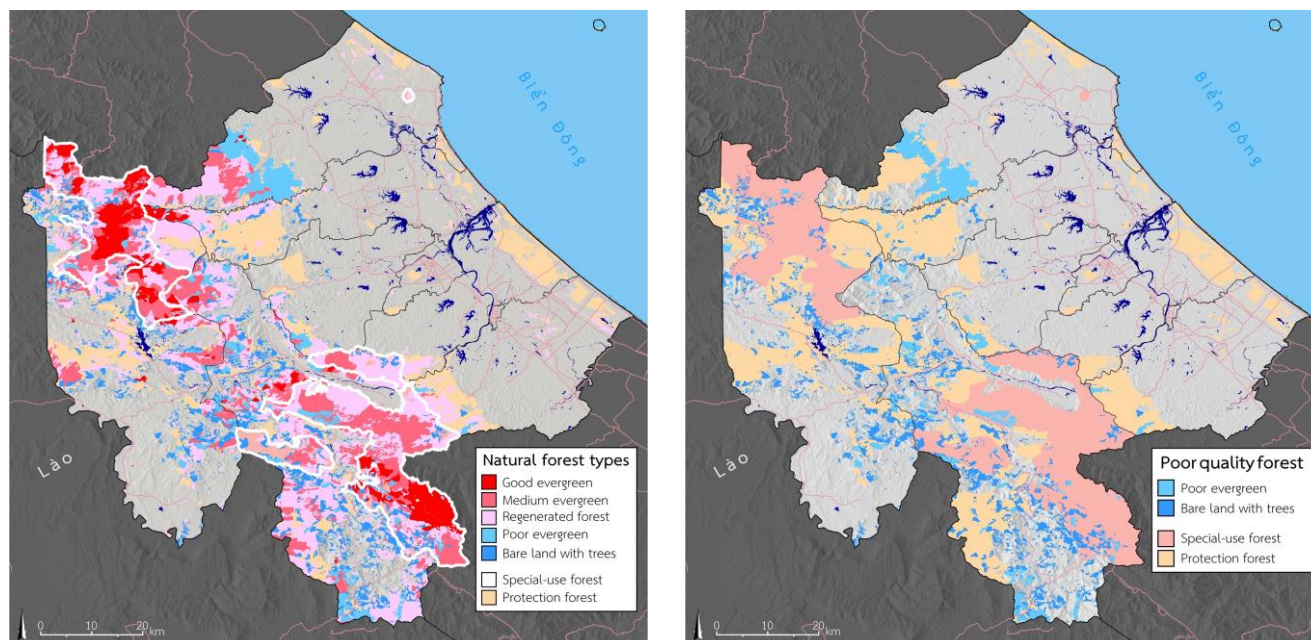 Biển Đông
Lào
Natural forest types
Good evergreen
Medium evergreen
Regenerated forest
Poor evergreen
Bare land with trees
Special-use forest
Protection forest
0 10 20
km
Biển Đông
Lào
Poor quality forest
Poor evergreen
Bare land with trees
Special-use forest
Protection forest
0 10 20
km